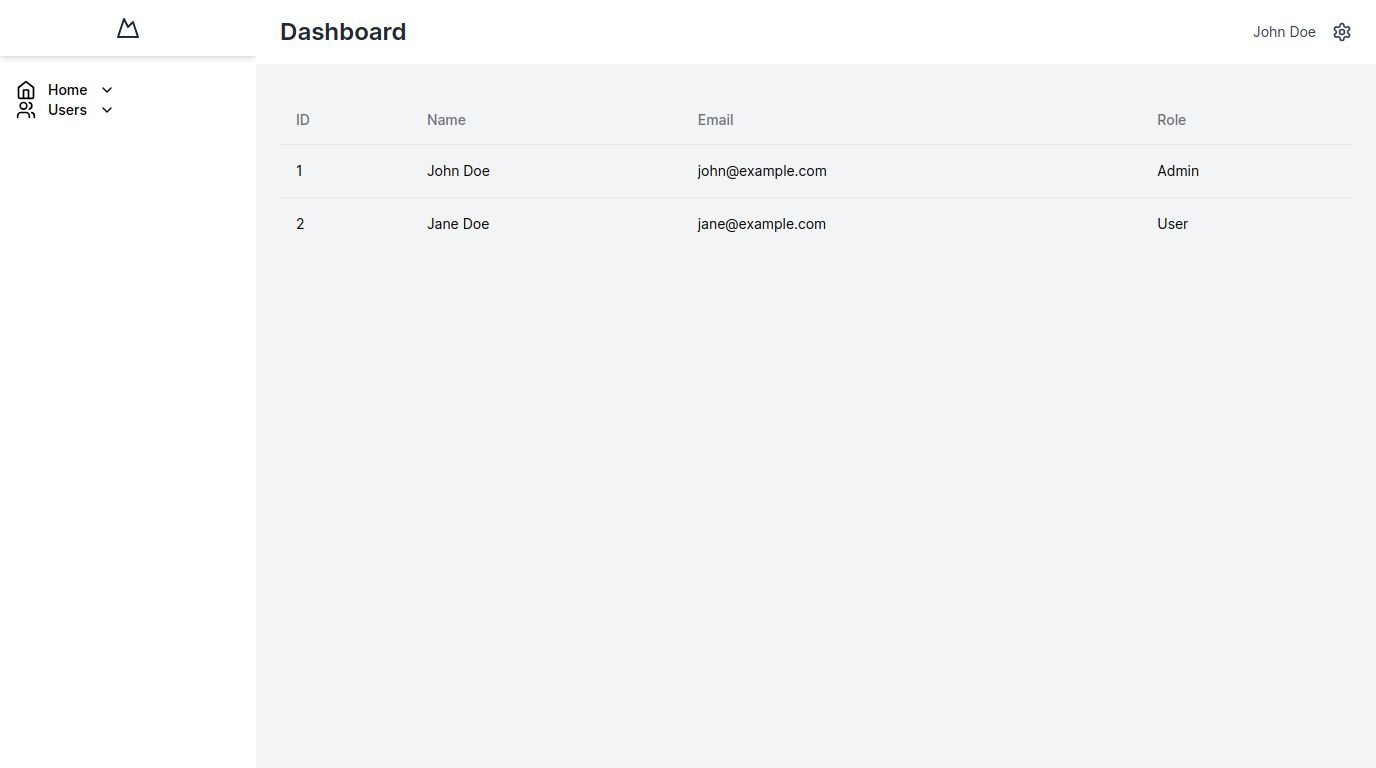 Dashboard
John Doe
Home
Users
ID Name Email Role
1 John Doe john@example.com Admin
2 Jane Doe jane@example.com User